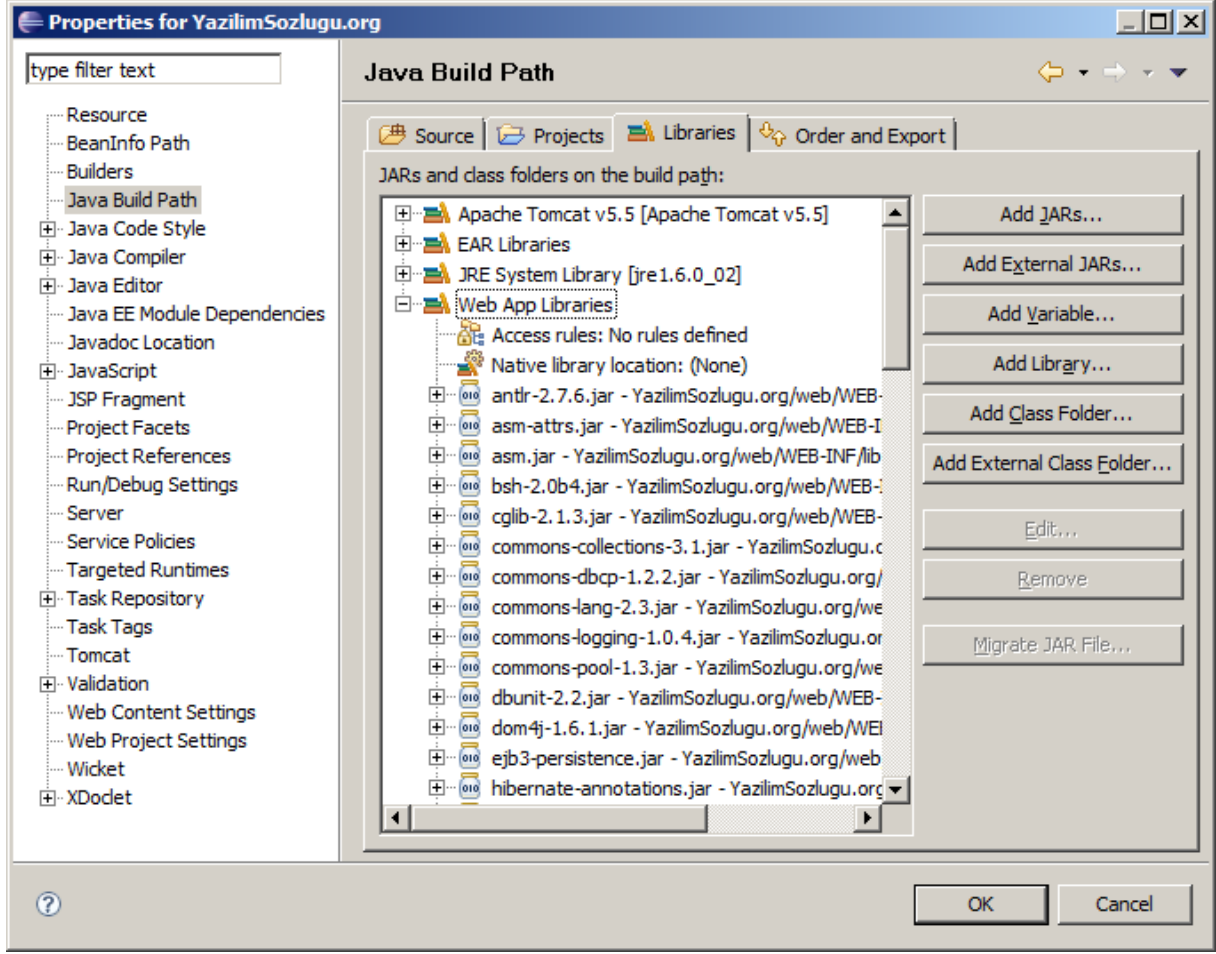 Properties for YazilimSozlugu.org
type filter text
Resource
BeanInfo Path
Builders
Java Build Path
Java Code Style
Java Compiler
Java Editor
Java EE Module Dependencies
Javadoc Location
JavaScript
JSP Fragment
Project Facets
Project References
Run/Debug Settings
Server
Service Policies
Targeted Runtimes
Task Repository
Task Tags
Tomcat
Validation
Web Content Settings
Web Project Settings
Wicket
XDoclet
Java Build Path
Source
Projects
Libraries
Order and Export
JARs and class folders on the build path:
Apache Tomcat v5.5 [Apache Tomcat v5.5]
EAR Libraries
JRE System Library [jre1.6.0_02]
Web App Libraries
Access rules: No rules defined
Native library location: (None)
antlr-2.7.6.jar - YazilimSozlugu.org/web/WEB-
asm-attrs.jar - YazilimSozlugu.org/web/WEB-I
asm.jar - YazilimSozlugu.org/web/WEB-INF/lib
bsh-2.0b4.jar - YazilimSozlugu.org/web/WEB-
cglib-2.1.3.jar - YazilimSozlugu.org/web/WEB-
commons-collections-3.1.jar - YazilimSozlugu.o
commons-dbcp-1.2.2.jar - YazilimSozlugu.org/
commons-lang-2.3.jar - YazilimSozlugu.org/we
commons-logging-1.0.4.jar - YazilimSozlugu.or
commons-pool-1.3.jar - YazilimSozlugu.org/we
dbunit-2.2.jar - YazilimSozlugu.org/web/WEB-
dom4j-1.6.1.jar - YazilimSozlugu.org/web/WE
ejb3-persistence.jar - YazilimSozlugu.org/web
hibernate-annotations.jar - YazilimSozlugu.org
Add JARs...
Add External JARs...
Add Variable...
Add Library...
Add Class Folder...
Add External Class Folder...
Edit...
Remove
Migrate JAR File...
OK
Cancel